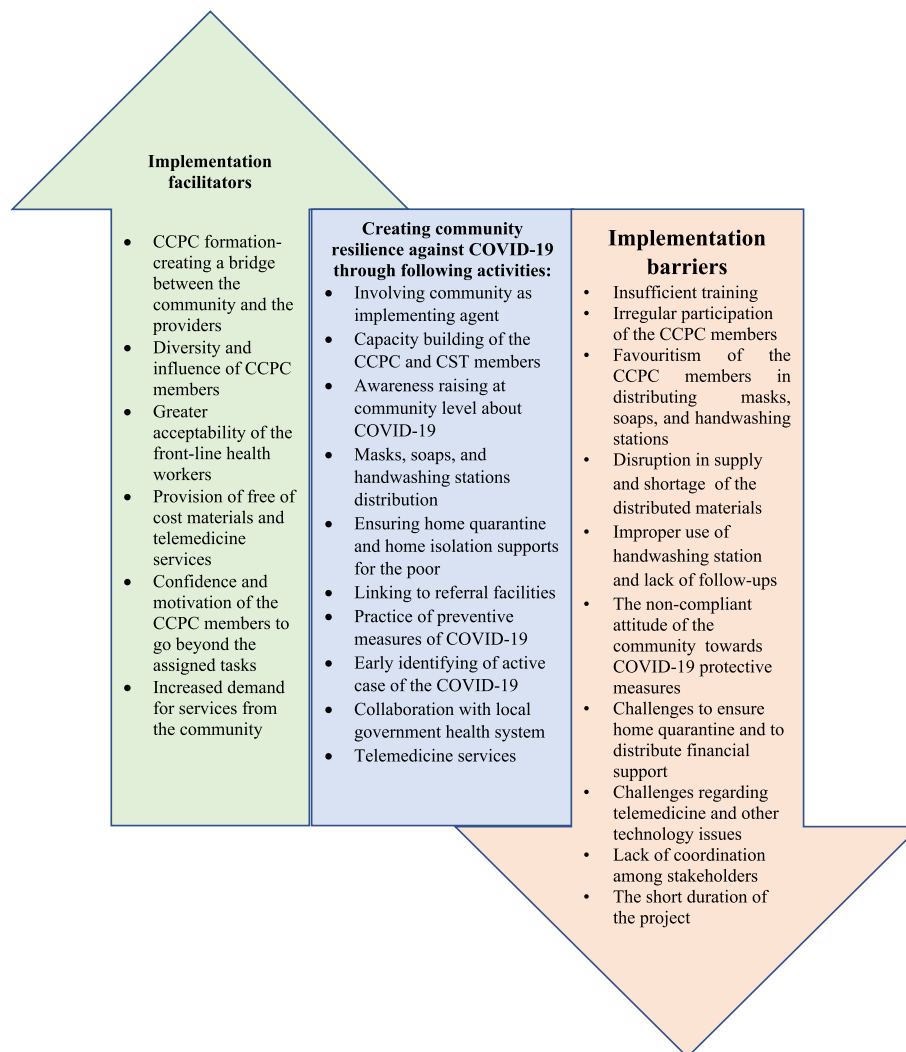 Implementation
facilitators
• CCPC formation-
creating a bridge
between the
community and the
providers
• Diversity and
influence of CCPC
members
• Greater
acceptability of the
front-line health
workers
• Provision of free of
cost materials and
telemedicine
services
• Confidence and
motivation of the
CCPC members to
go beyond the
assigned tasks
• Increased demand
for services from
the community
Creating community
resilience against COVID-19
through following activities:
• Involving community as
implementing agent
• Capacity building of the
CCPC and CST members
• Awareness raising at
community level about
COVID-19
• Masks, soaps, and
handwashing stations
distribution
• Ensuring home quarantine
and home isolation supports
for the poor
• Linking to referral facilities
• Practice of preventive
measures of COVID-19
• Early identifying of active
case of the COVID-19
• Collaboration with local
government health system
• Telemedicine services
Implementation
barriers
• Insufficient training
• Irregular participation
of the CCPC members
• Favouritism of the
CCPC members in
distributing masks,
soaps, and handwashing
stations
• Disruption in supply
and shortage of the
distributed materials
• Improper use of
handwashing station
and lack of follow-ups
• The non-compliant
attitude of the
community towards
COVID-19 protective
measures
• Challenges to ensure
home quarantine and to
distribute financial
support
• Challenges regarding
telemedicine and other
technology issues
• Lack of coordination
among stakeholders
• The short duration of
the project